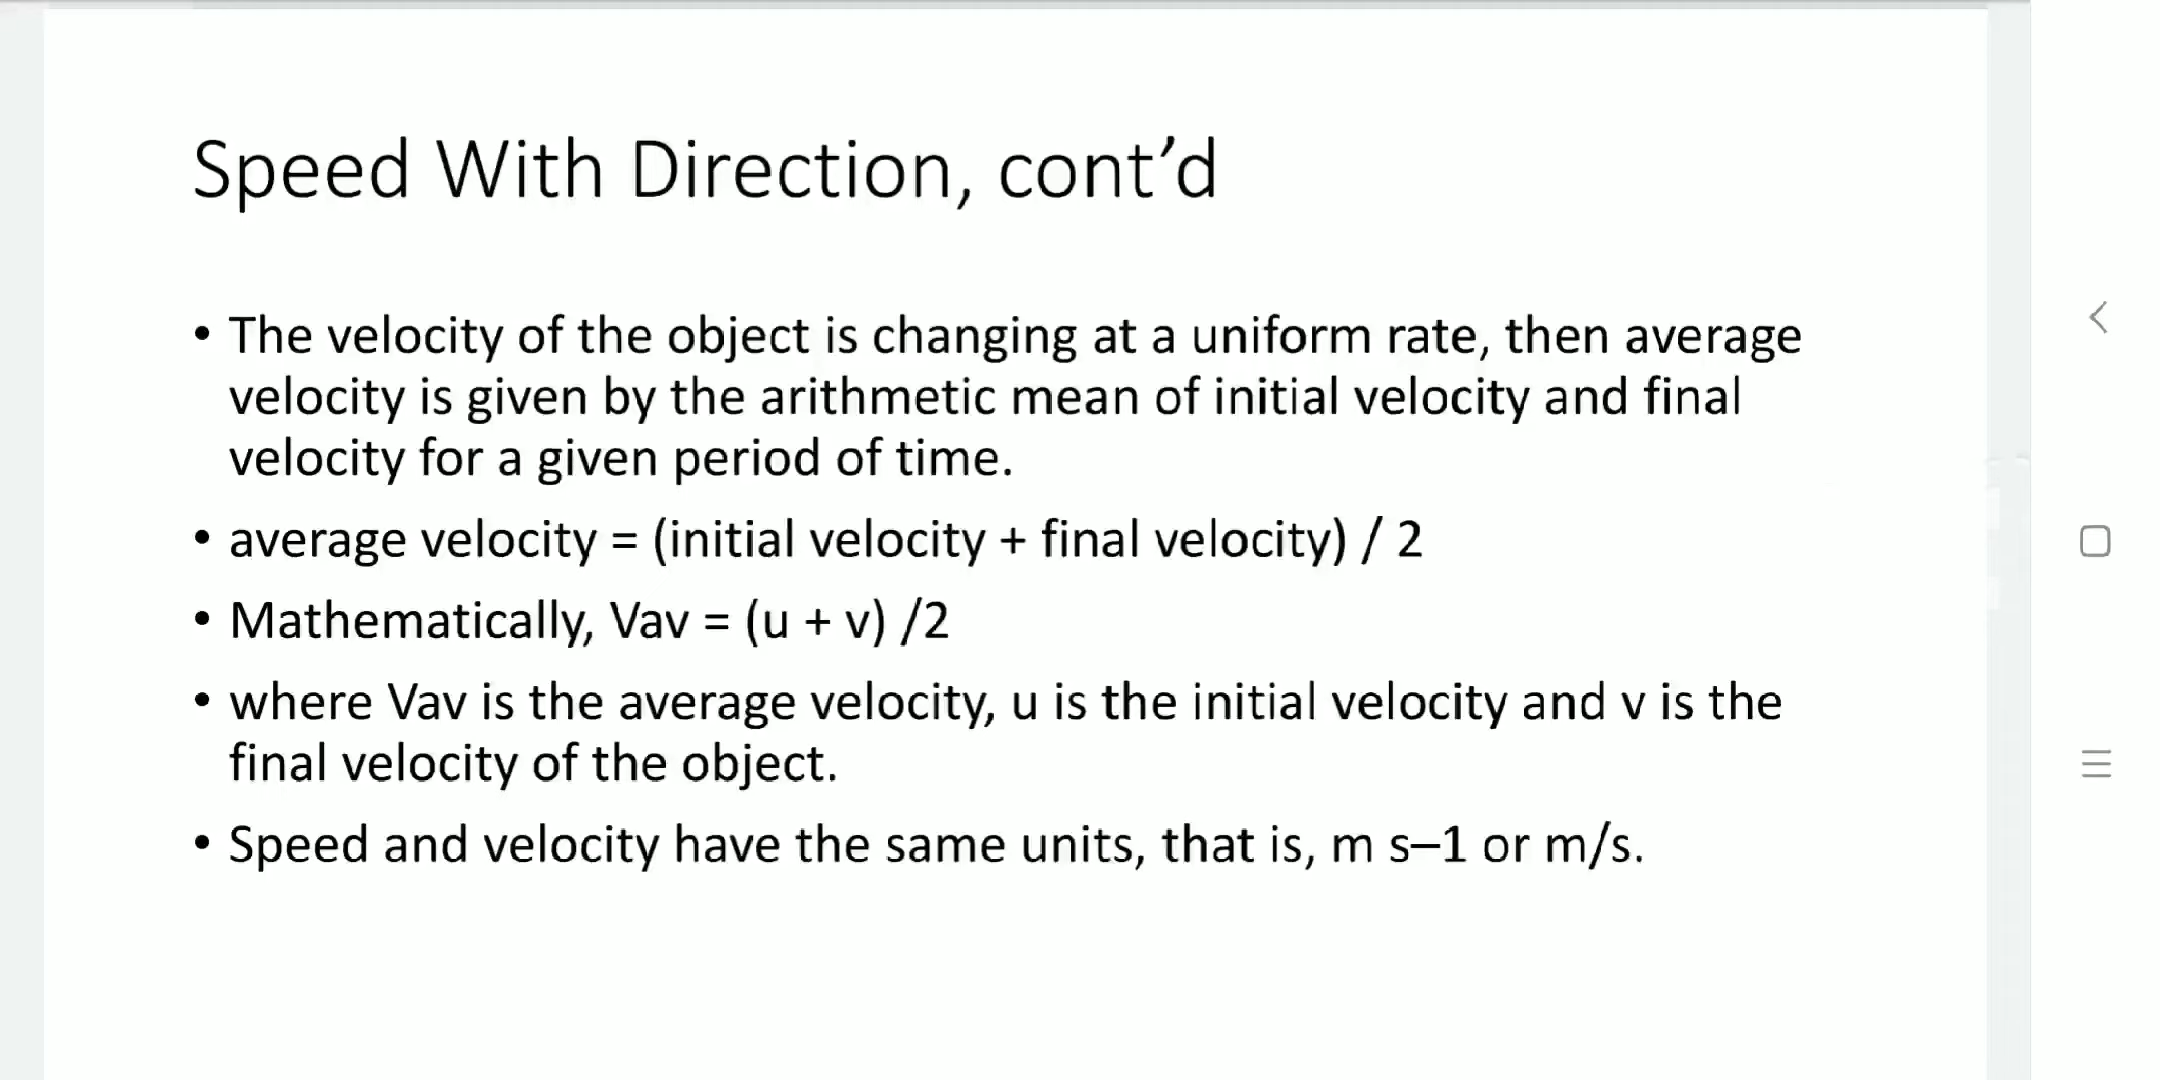 Speed With Direction, cont’d
• The velocity of the object is changing at a uniform rate, then average
velocity is given by the arithmetic mean of initial velocity and final
velocity for a given period of time.
• average velocity = (initial velocity + final velocity) / 2
• Mathematically, Vav = (u + v) /2
• where Vav is the average velocity, u is the initial velocity and v is the
final velocity of the object.
• Speed and velocity have the same units, that is, m s–1 or m/s.